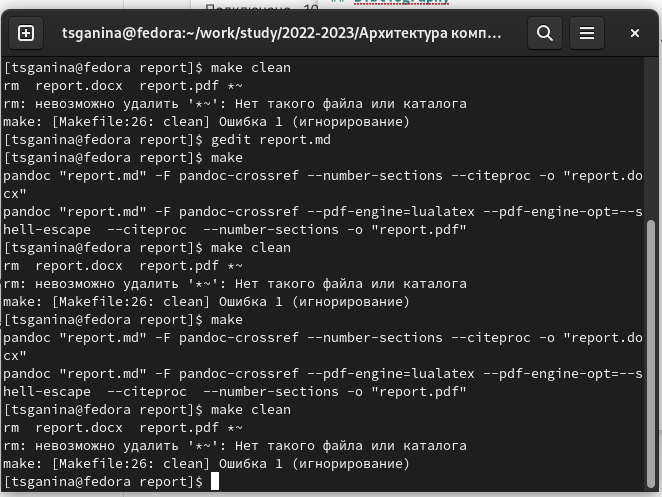 tsganina@fedora:~/work/study/2022-2023/Архитектура комп…
[tsganina@fedora report]$ make clean
rm  report.docx  report.pdf *~
rm: невозможно удалить '*~': Нет такого файла или каталога
make: [Makefile:26: clean] Ошибка 1 (игнорирование)
[tsganina@fedora report]$ gedit report.md
[tsganina@fedora report]$ make
pandoc "report.md" -F pandoc-crossref --number-sections --citeproc -o "report.do
cx"
pandoc "report.md" -F pandoc-crossref --pdf-engine=lualatex --pdf-engine-opt=--s
hell-escape  --citeproc  --number-sections -o "report.pdf"
[tsganina@fedora report]$ make clean
rm  report.docx  report.pdf *~
rm: невозможно удалить '*~': Нет такого файла или каталога
make: [Makefile:26: clean] Ошибка 1 (игнорирование)
[tsganina@fedora report]$ make
pandoc "report.md" -F pandoc-crossref --number-sections --citeproc -o "report.do
cx"
pandoc "report.md" -F pandoc-crossref --pdf-engine=lualatex --pdf-engine-opt=--s
hell-escape  --citeproc  --number-sections -o "report.pdf"
[tsganina@fedora report]$ make clean
rm  report.docx  report.pdf *~
rm: невозможно удалить '*~': Нет такого файла или каталога
make: [Makefile:26: clean] Ошибка 1 (игнорирование)
[tsganina@fedora report]$